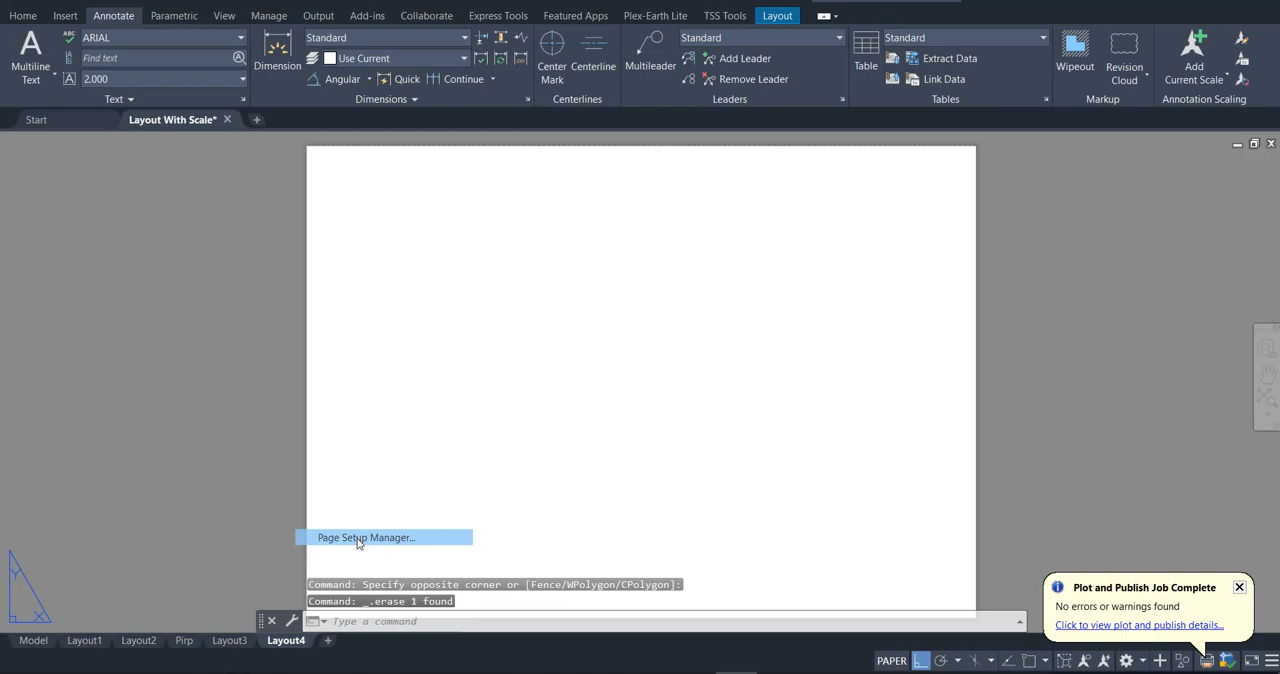 Home Insert Annotate Parametric View Manage Output Add-ins Collaborate Express Tools Featured Apps Plex-Earth Lite TSS Tools Layout
ARIAL Standard Standard Standard
Find text Use Current Add Leader Extract Data
Multiline Text Dimension Center Mark Centerline Multileader Table Wipeout Revision Cloud Add Current Scale
2.000 Angular Quick Continue Remove Leader Link Data
Text Dimensions Centerlines Leaders Tables Markup Annotation Scaling
Start Layout With Scale*
Page Setup Manager...
Command: Specify opposite corner or [Fence/WPolygon/CPolygon]:
Command: _.erase 1 found
Type a command
Plot and Publish Job Complete
No errors or warnings found
Click to view plot and publish details...
Y
X
Model Layout1 Layout2 Pirp Layout3 Layout4
PAPER